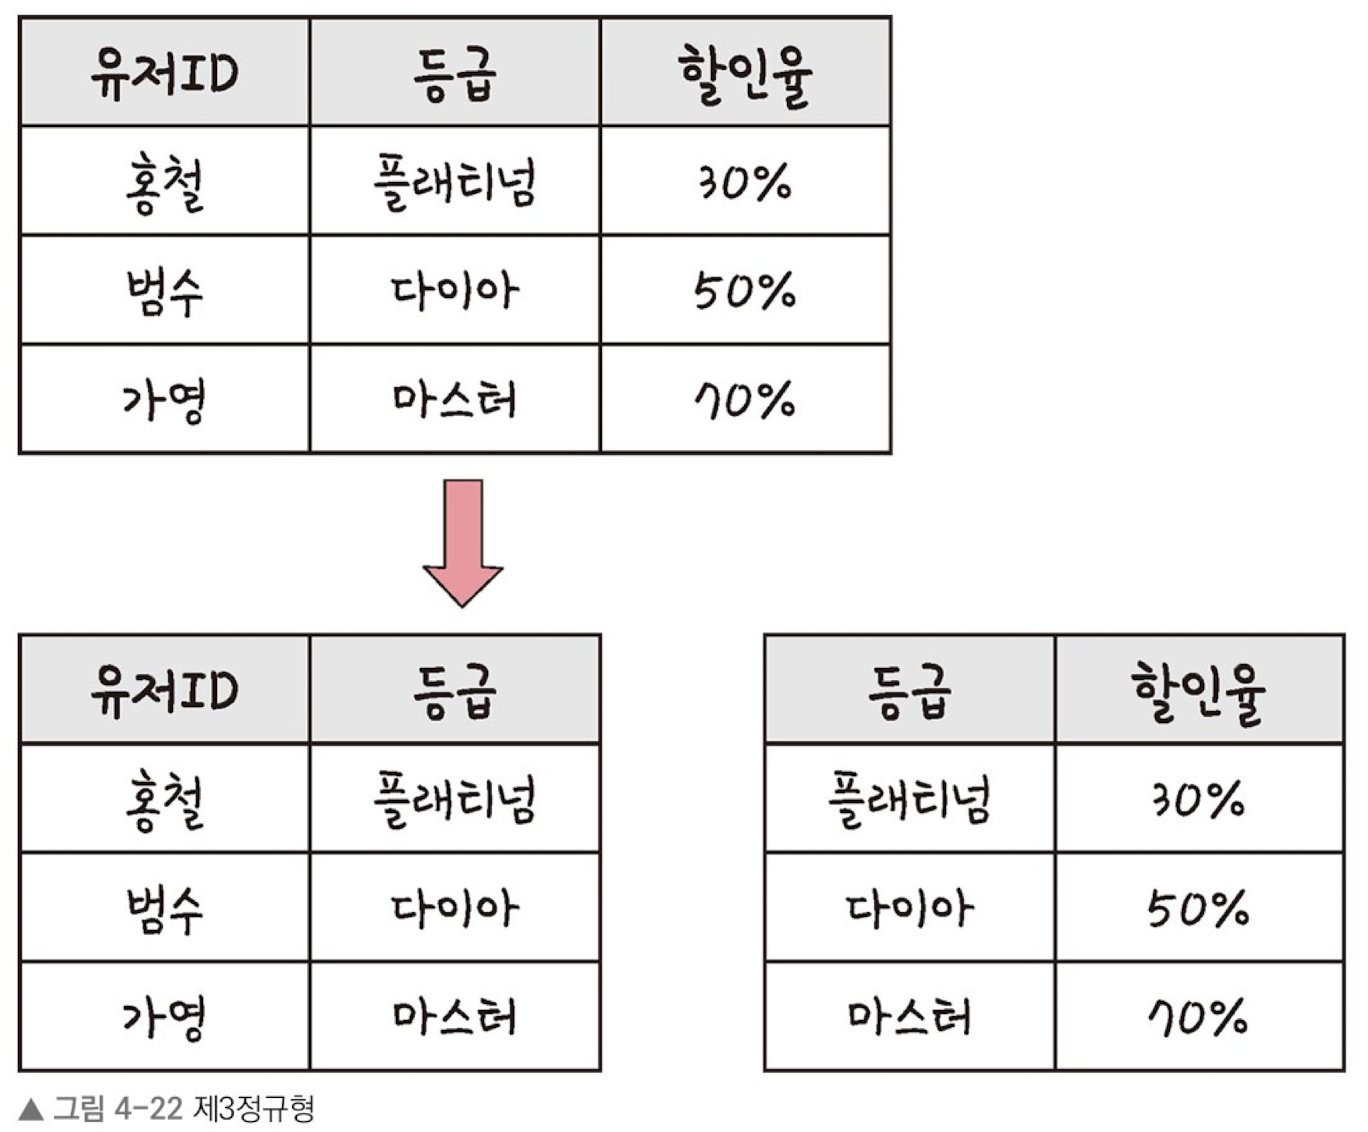 유저ID 등급 할인율
홍철 플래티넘 30%
범수 다이아 50%
가영 마스터 70%
유저ID 등급 등급 할인율
홍철 플래티넘 플래티넘 30%
범수 다이아 다이아 50%
가영 마스터 마스터 70%
▲ 그림 4-22 제3정규형